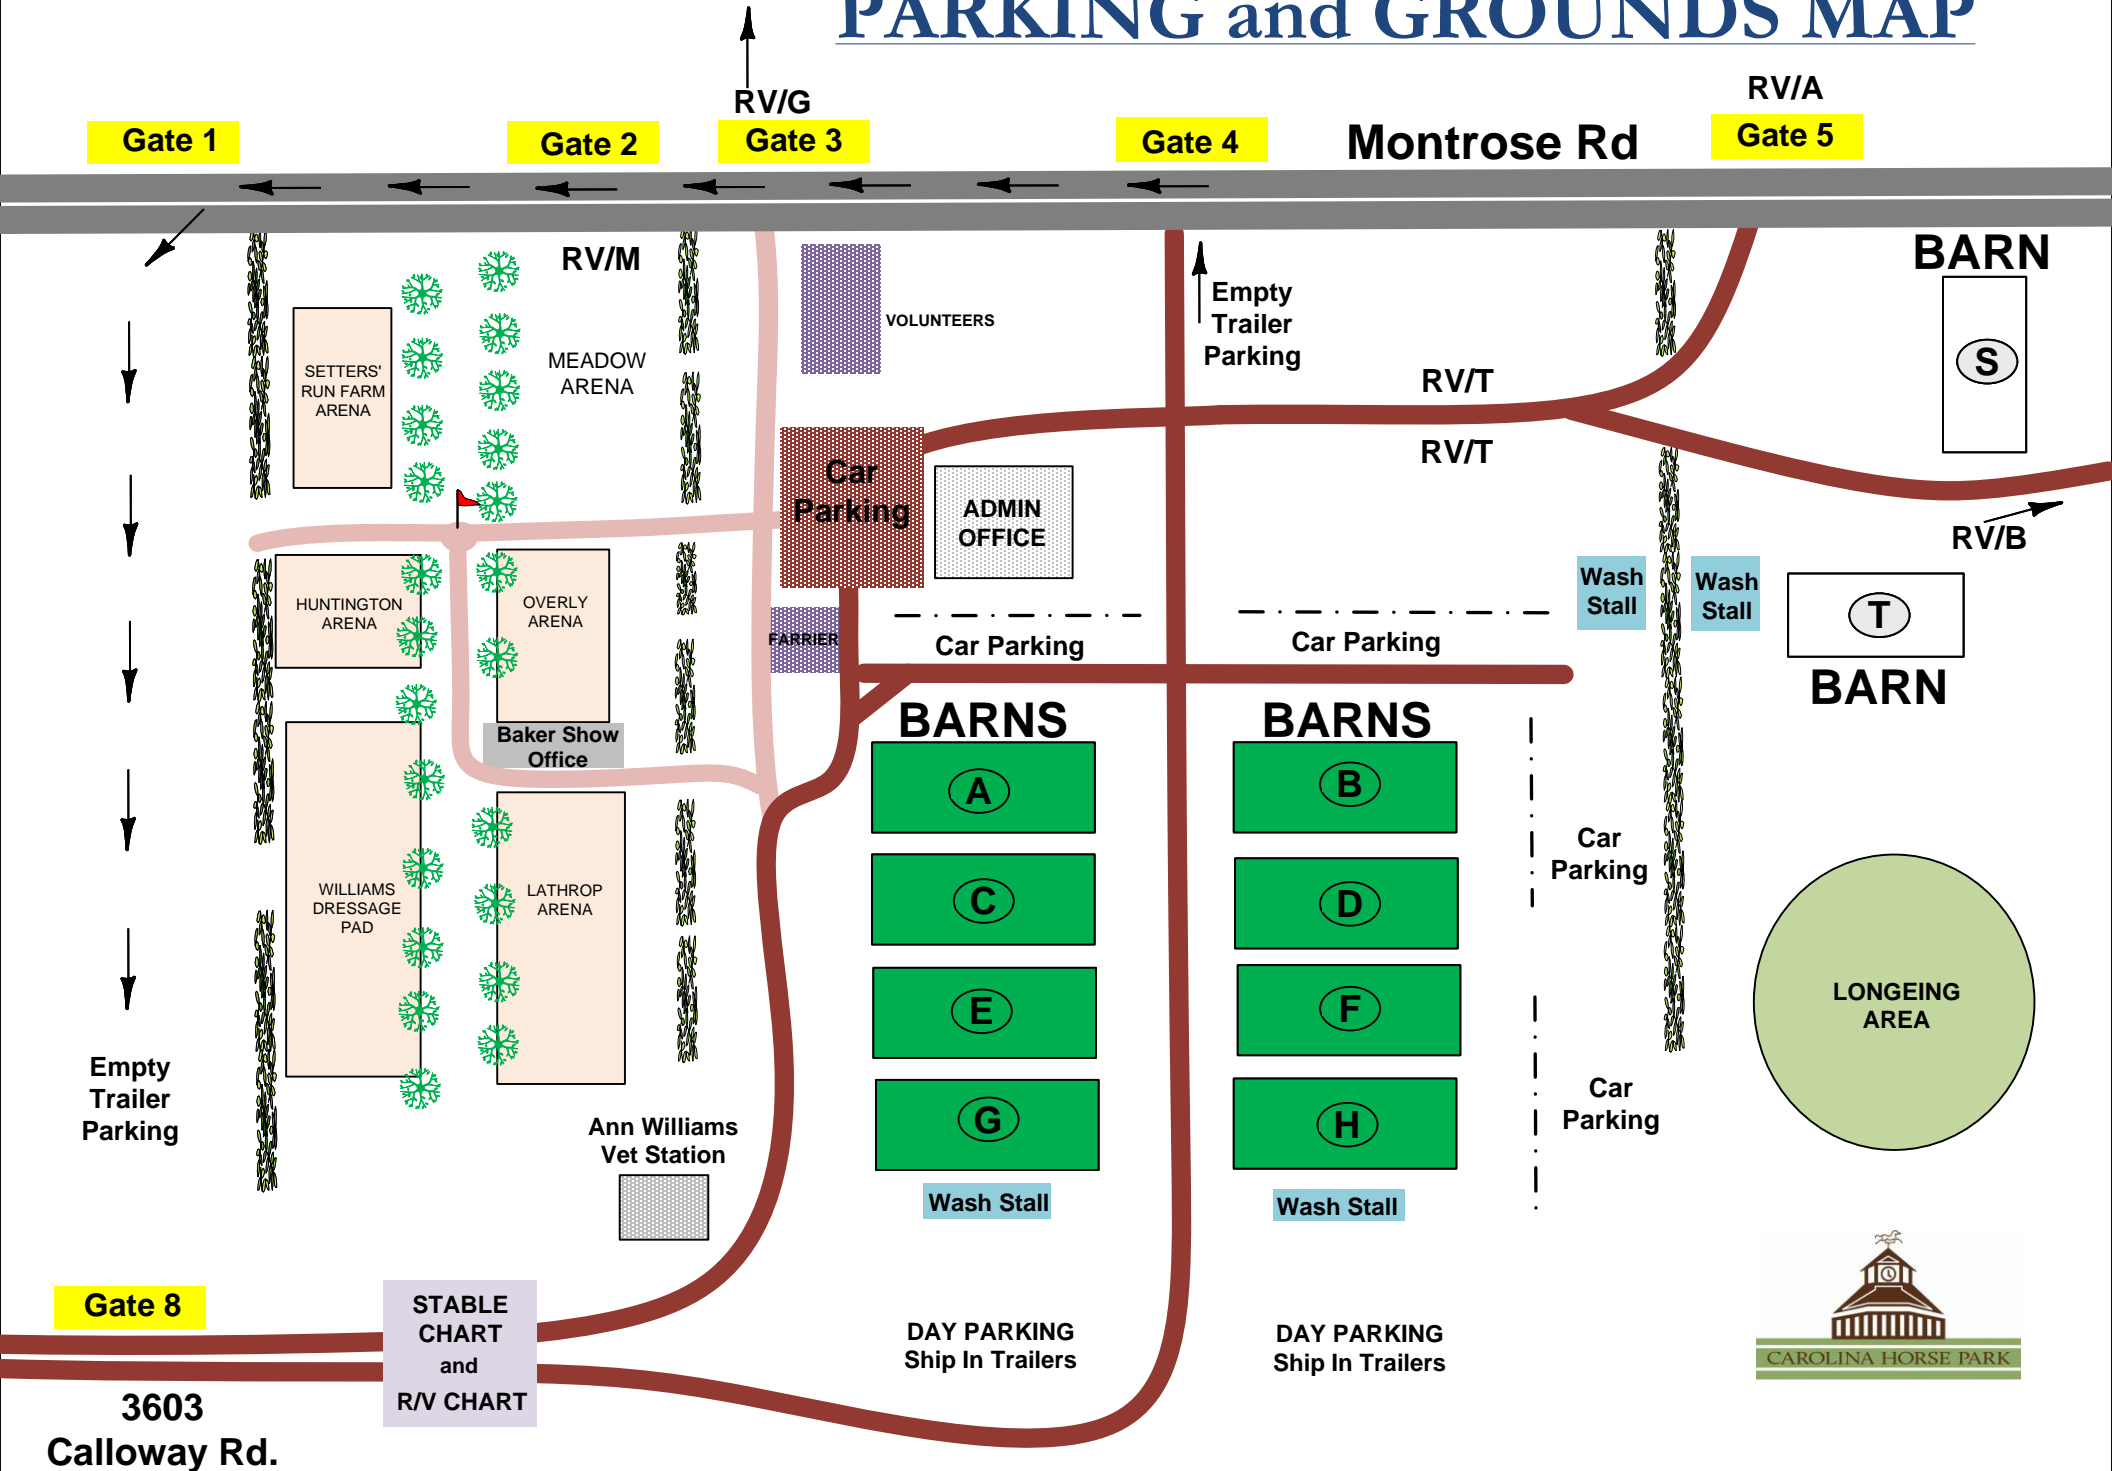 PARKING and GROUNDS MAP
RV/G
RV/A
Gate 1
Gate 2
Gate 3
Gate 4
Montrose Rd
Gate 5
RV/M
BARN
S
Empty
Trailer
Parking
VOLUNTEERS
MEADOW
ARENA
SETTERS'
RUN FARM
ARENA
RV/T
RV/T
Car
Parking
ADMIN
OFFICE
RV/B
Wash
Stall
Wash
Stall
T
BARN
HUNTINGTON
ARENA
OVERLY
ARENA
FARRIER
Car Parking
Car Parking
Baker Show
Office
BARNS
BARNS
A
B
C
D
E
F
G
H
Car
Parking
WILLIAMS
DRESSAGE
PAD
LATHROP
ARENA
LONGEING
AREA
Empty
Trailer
Parking
Car
Parking
Ann Williams
Vet Station
Wash Stall
Wash Stall
Gate 8
STABLE
CHART
and
R/V CHART
DAY PARKING
Ship In Trailers
DAY PARKING
Ship In Trailers
CAROLINA HORSE PARK
3603
Calloway Rd.